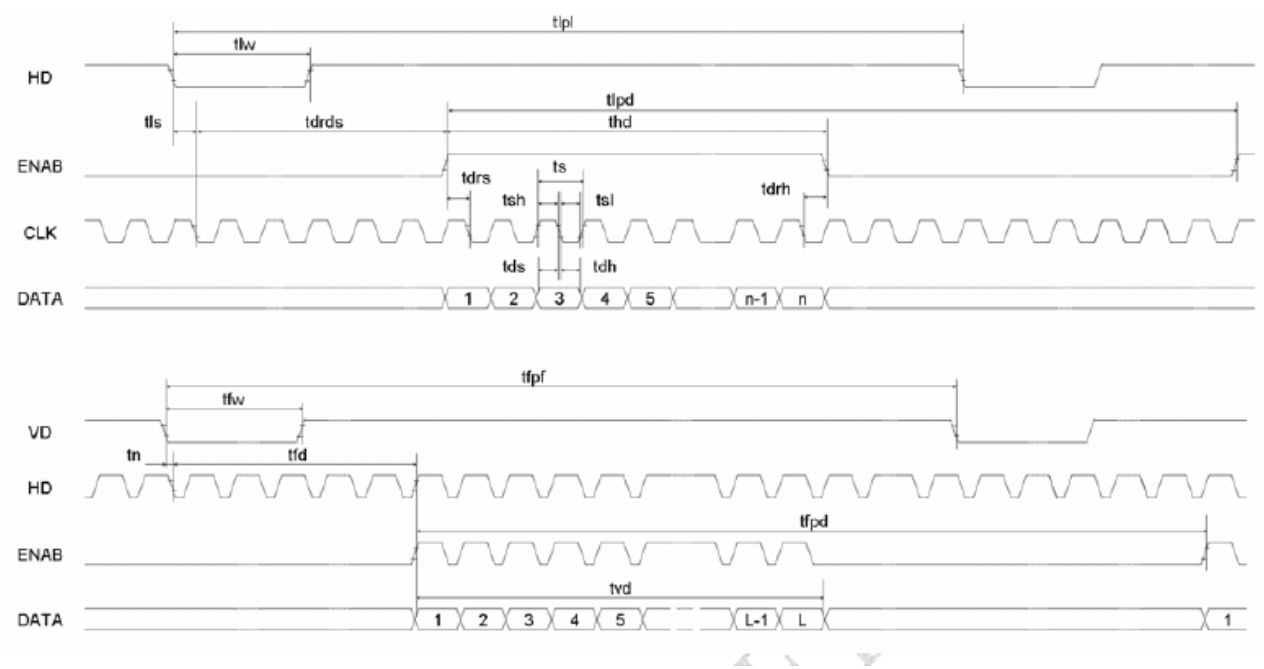 tlpl
tlw
HD
tlpd
tls tdrds thd
ENAB
tdrs ts tdrh
tsh tsl
CLK
tds tdh
DATA 1 2 3 4 5 n-1 n
tfpf
tfw
VD
tn tfd
HD
tfpd
ENAB
tvd
DATA 1 2 3 4 5 L-1 L 1